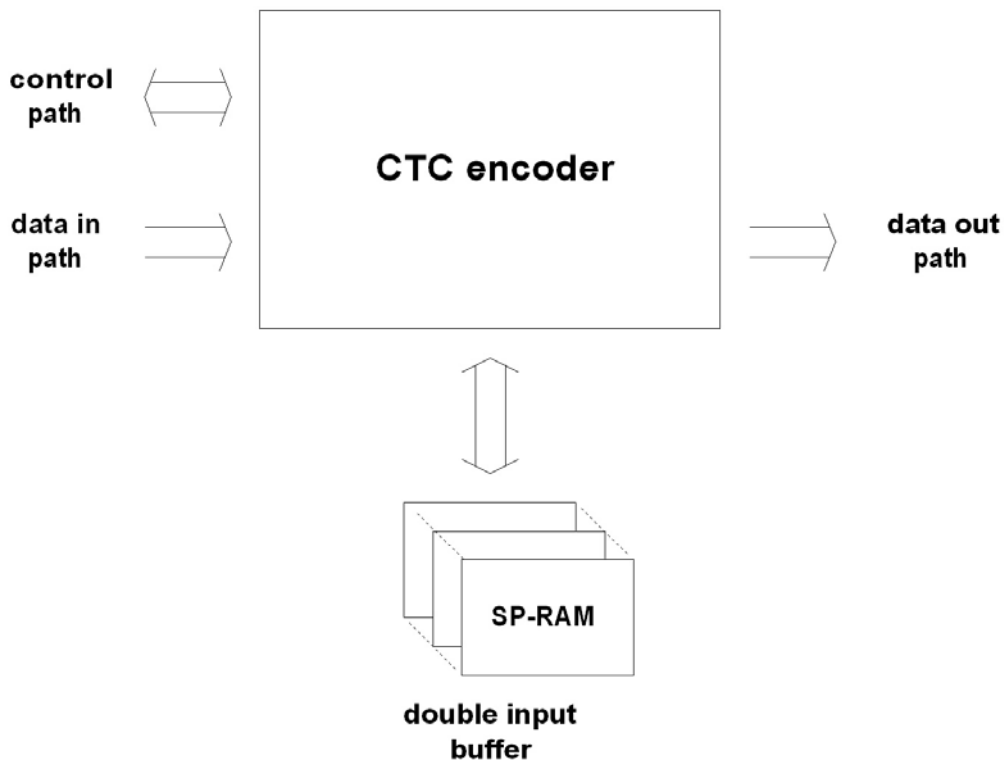 control
path
CTC encoder
data in
path
data out
path
SP-RAM
double input
buffer